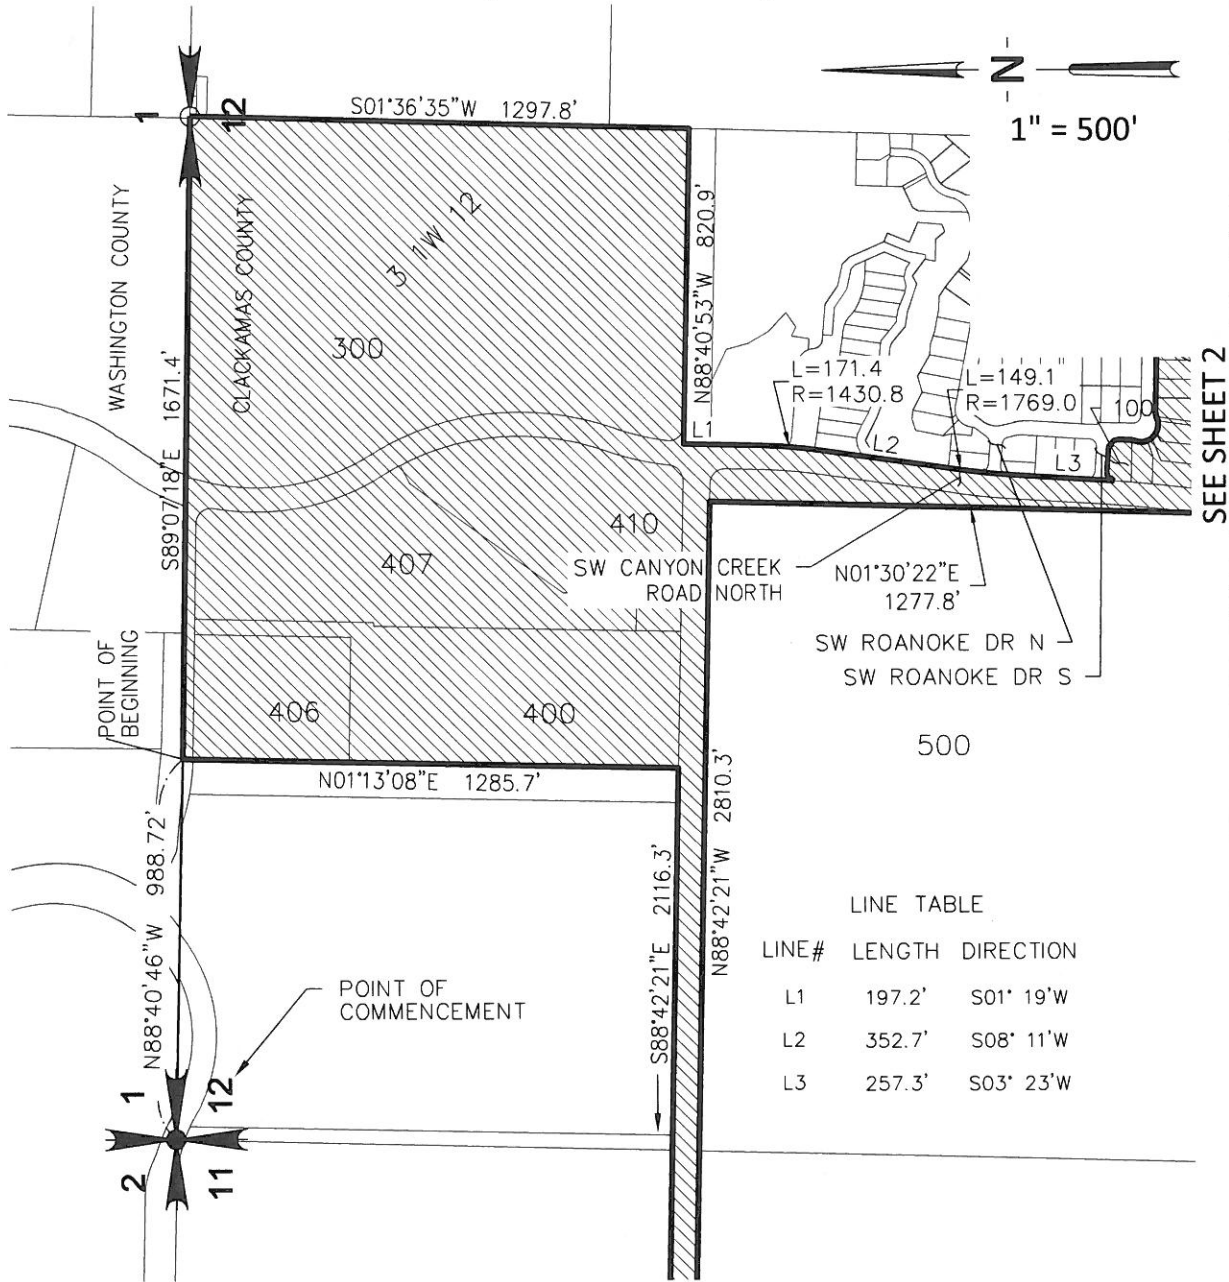 N
1" = 500'
S01°36'35"W 1297.8'
1
12
WASHINGTON COUNTY
CLACKAMAS COUNTY
3 1W 12
N88°40'53"W 820.9'
300
L=171.4
R=1430.8
L=149.1'
R=1769.0
100
L1
L2
L3
SEE SHEET 2
S89°07'18"E 1671.4'
410
407
SW CANYON CREEK
ROAD NORTH
N01°30'22"E
1277.8'
SW ROANOKE DR N
SW ROANOKE DR S
POINT OF
BEGINNING
406
400
500
N01°13'08"E 1285.7'
N88°40'46"W 988.72'
S88°42'21"E 2116.3'
N88°42'21"W 2810.3'
POINT OF
COMMENCEMENT
1
12
2
11
LINE TABLE
LINE# LENGTH DIRECTION
L1 197.2' S01° 19'W
L2 352.7' S08° 11'W
L3 257.3' S03° 23'W